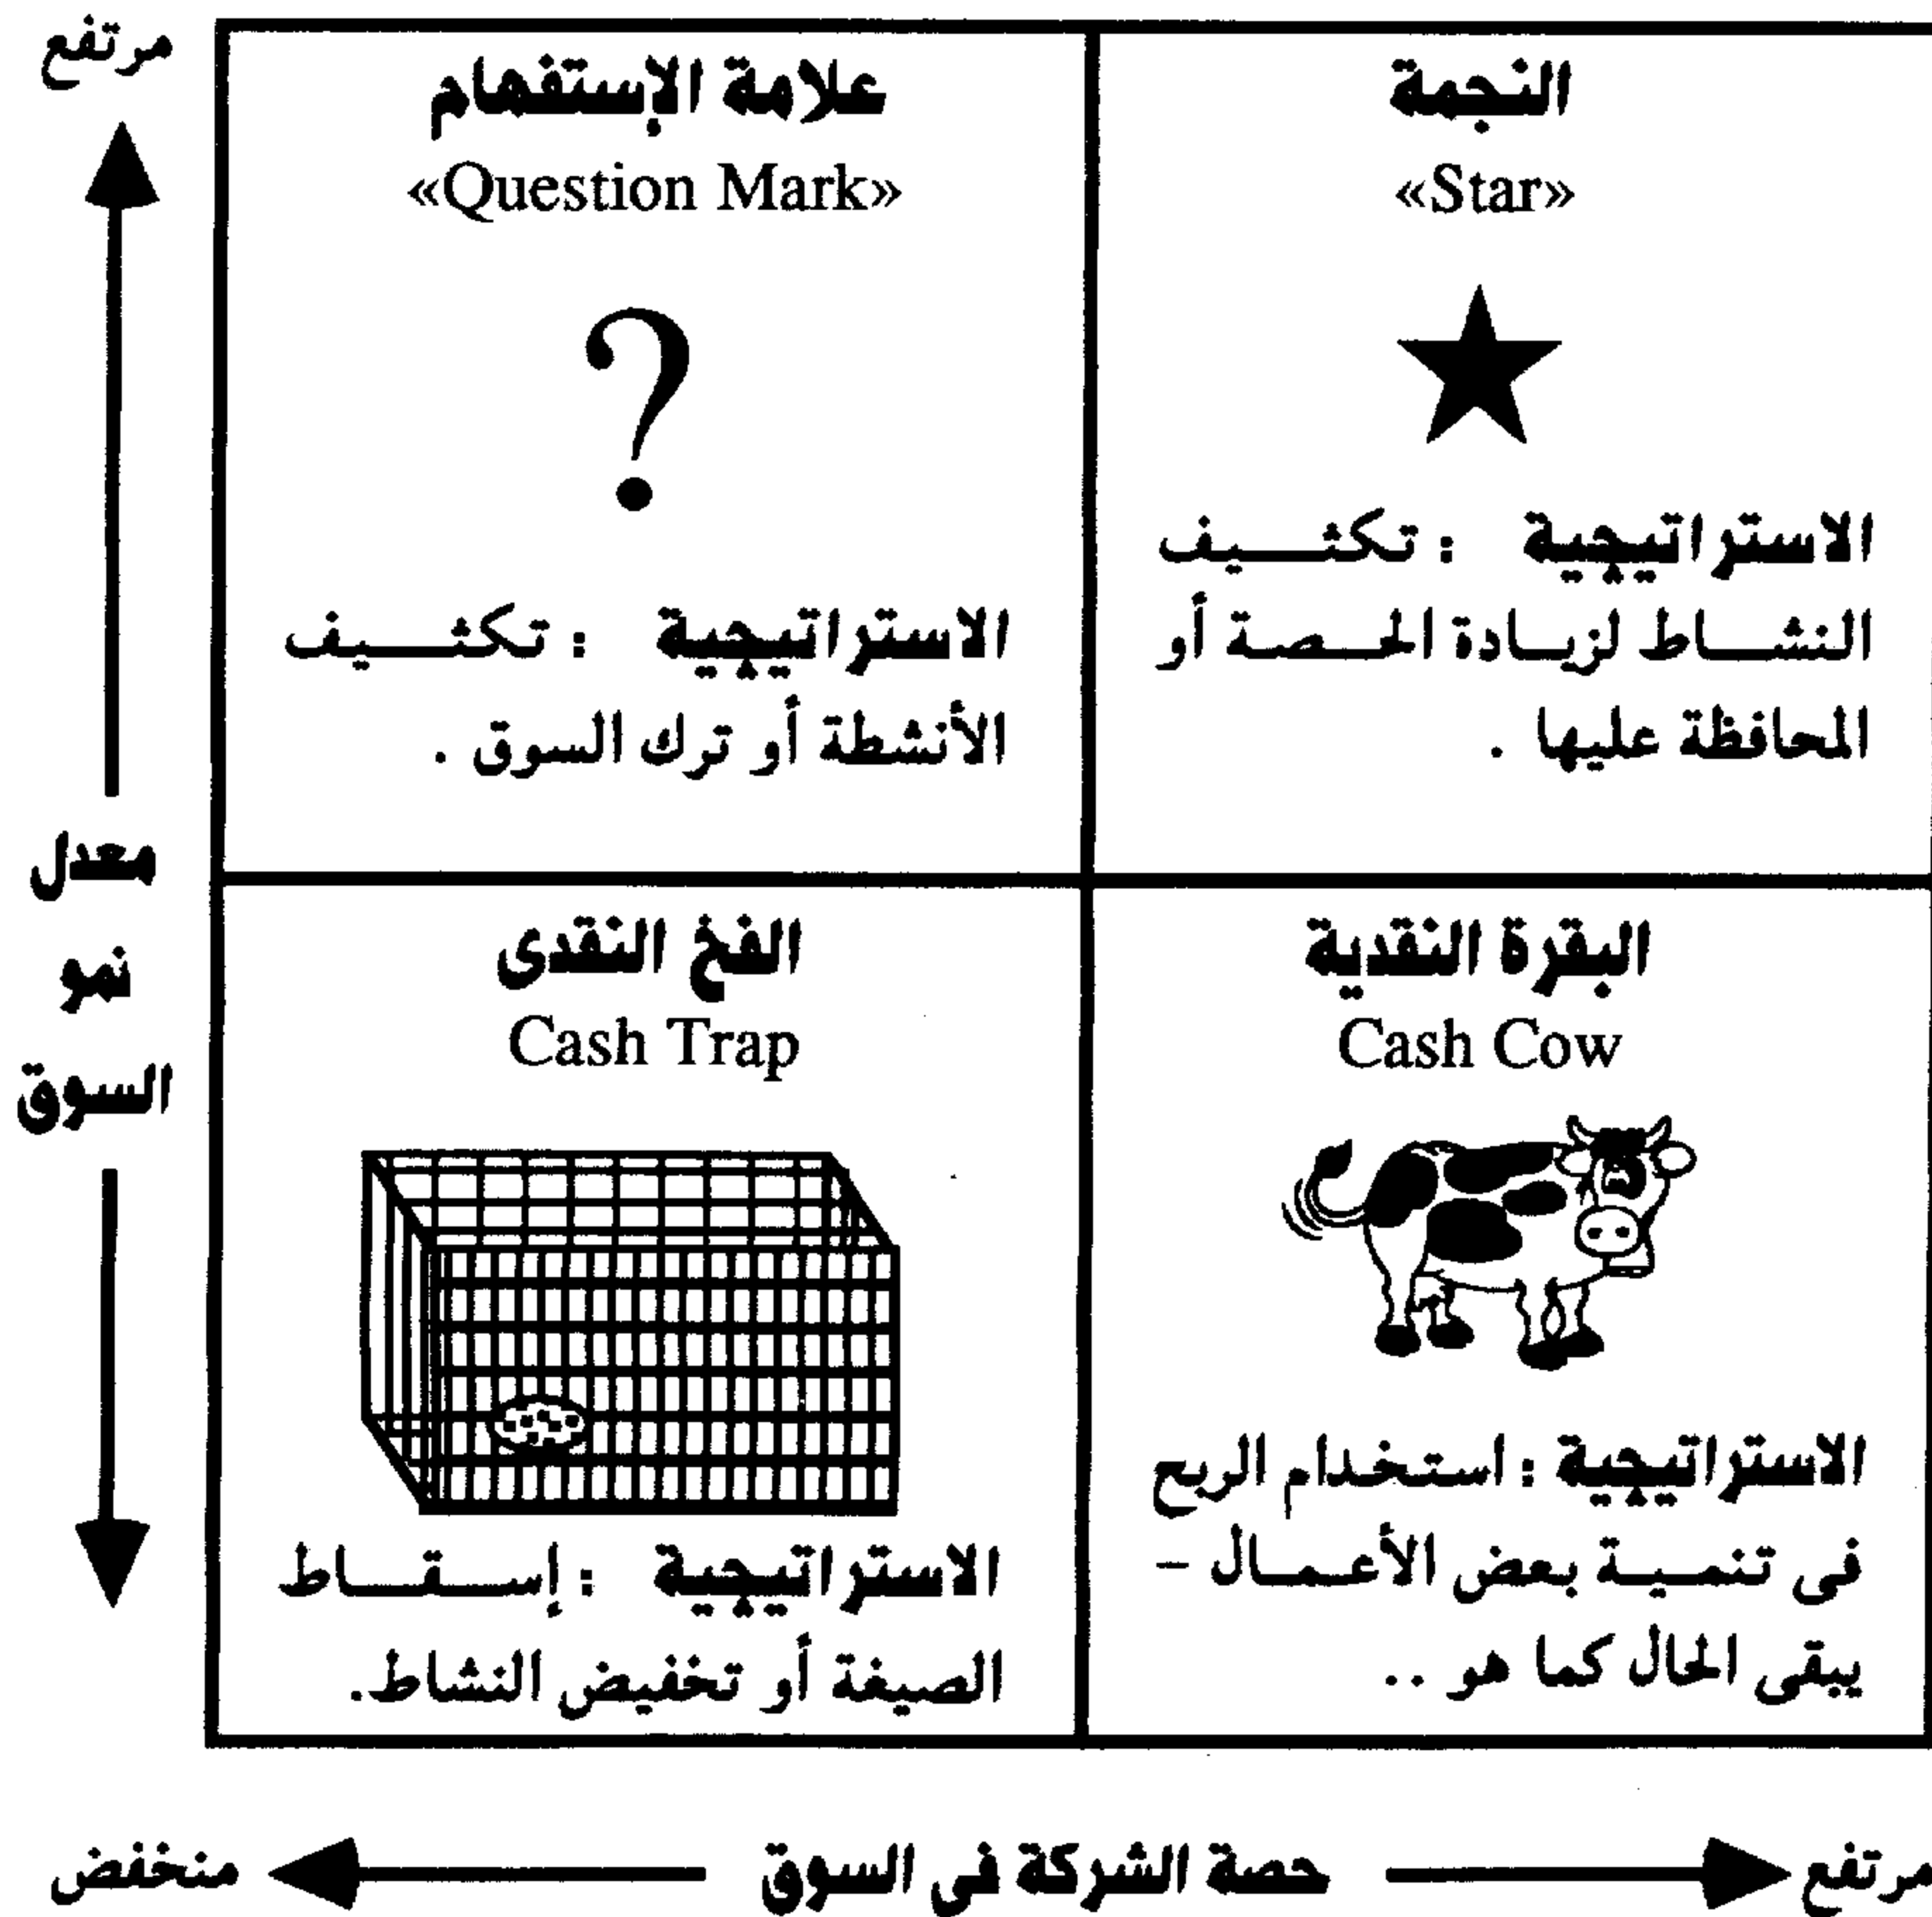 مرتفع
معدل
نمو
السوق
النجمة
«Star»
الاستراتيجية : تكثيف
النشاط لزيادة الحصة أو
المحافظة عليها .
علامة الإستفهام
«Question Mark»
?
الاستراتيجية : تكثيف
الأنشطة أو ترك السوق .
البقرة النقدية
Cash Cow
الاستراتيجية : استخدام الربع
فى تنمية بعض الأعمال –
يبقى الحال كما هو ..
الفخ النقدى
Cash Trap
الاستراتيجية : إسقاط
الصيغة أو تخفيض النشاط.
مرتفع حصة الشركة فى السوق منخفض